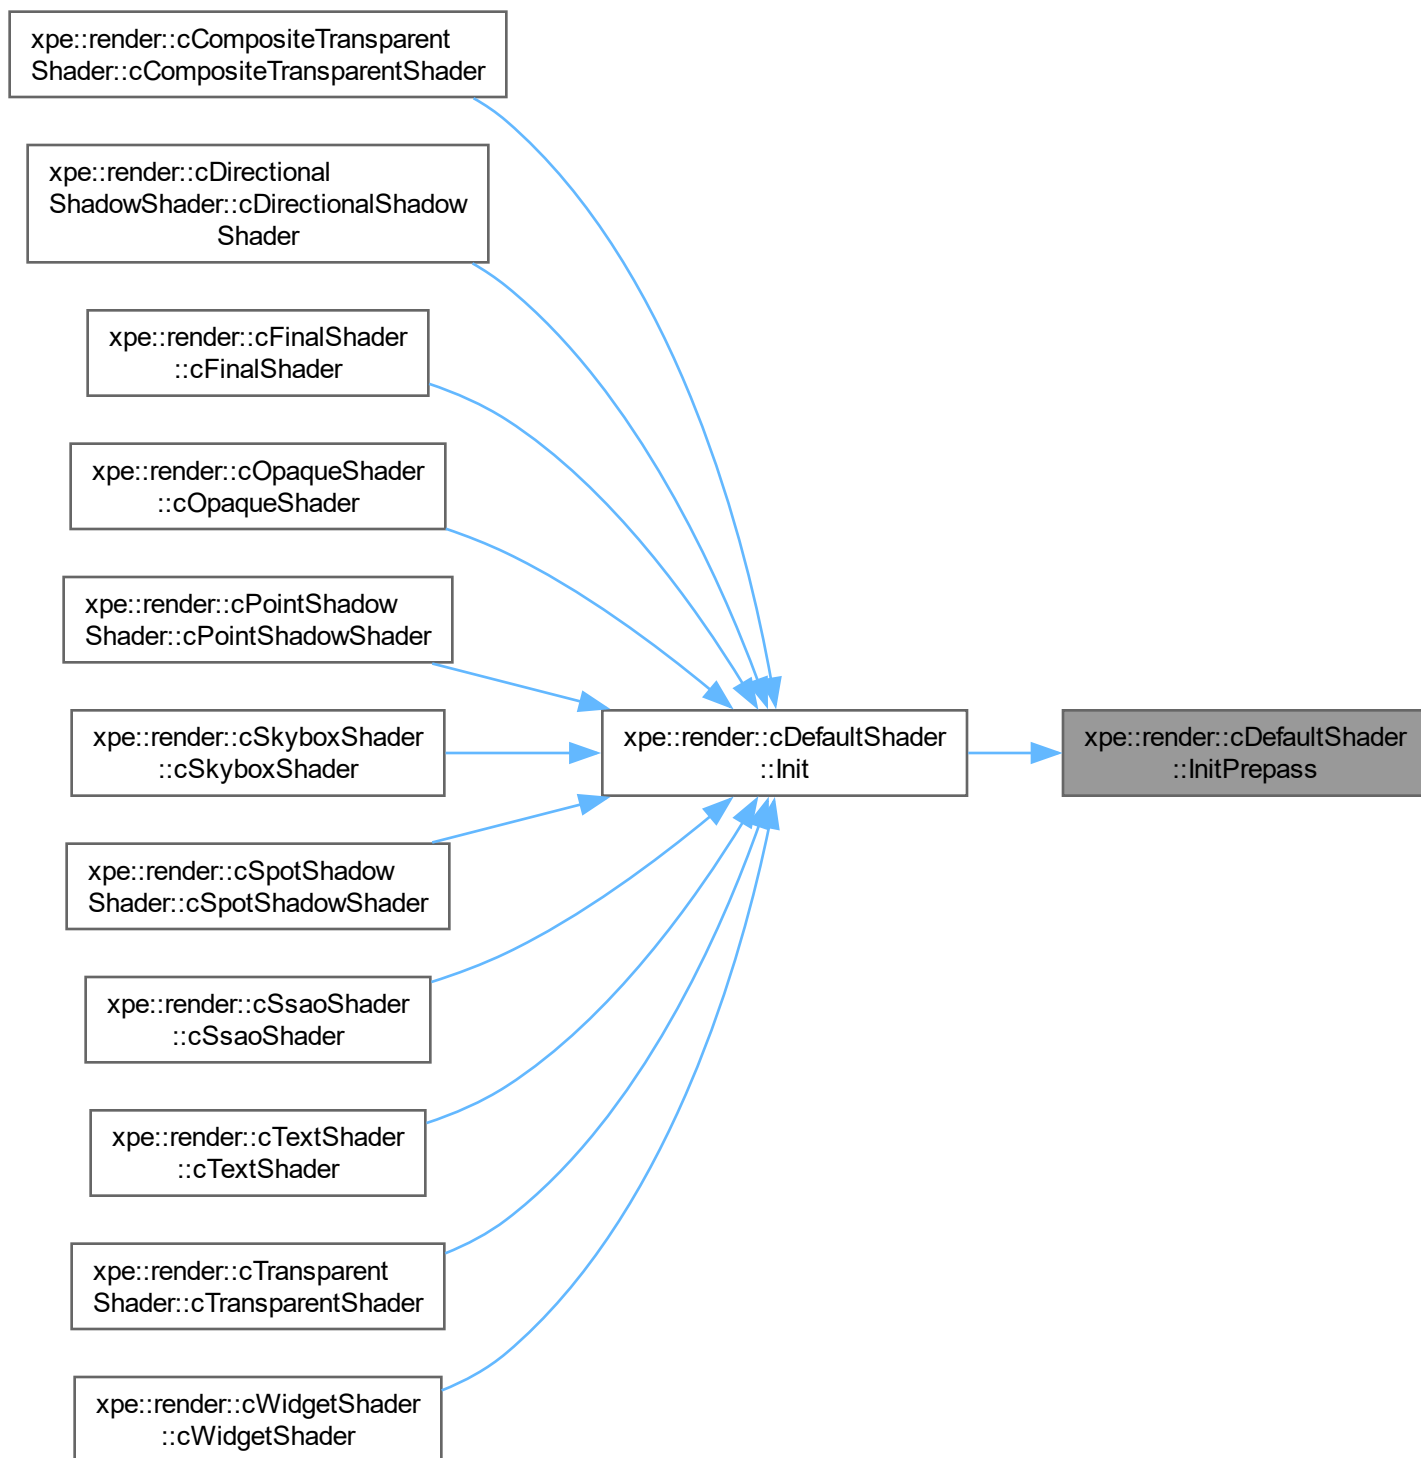 xpe::render::cCompositeTransparent
Shader::cCompositeTransparentShader
xpe::render::cDirectional
ShadowShader::cDirectionalShadow
Shader
xpe::render::cFinalShader
::cFinalShader
xpe::render::cOpaqueShader
::cOpaqueShader
xpe::render::cPointShadow
Shader::cPointShadowShader
xpe::render::cSkyboxShader
::cSkyboxShader
xpe::render::cDefaultShader
::Init
xpe::render::cDefaultShader
::InitPrepass
xpe::render::cSpotShadow
Shader::cSpotShadowShader
xpe::render::cSsaoShader
::cSsaoShader
xpe::render::cTextShader
::cTextShader
xpe::render::cTransparent
Shader::cTransparentShader
xpe::render::cWidgetShader
::cWidgetShader